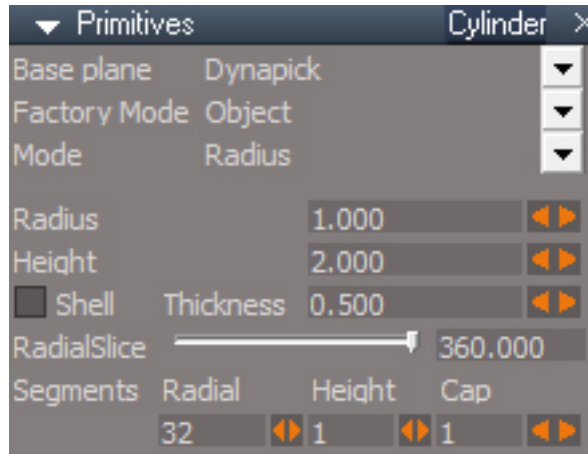 Primitives Cylinder
Base plane Dynapick
Factory Mode Object
Mode Radius
Radius 1.000
Height 2.000
Shell Thickness 0.500
RadialSlice 360.000
Segments Radial Height Cap
32 1 1